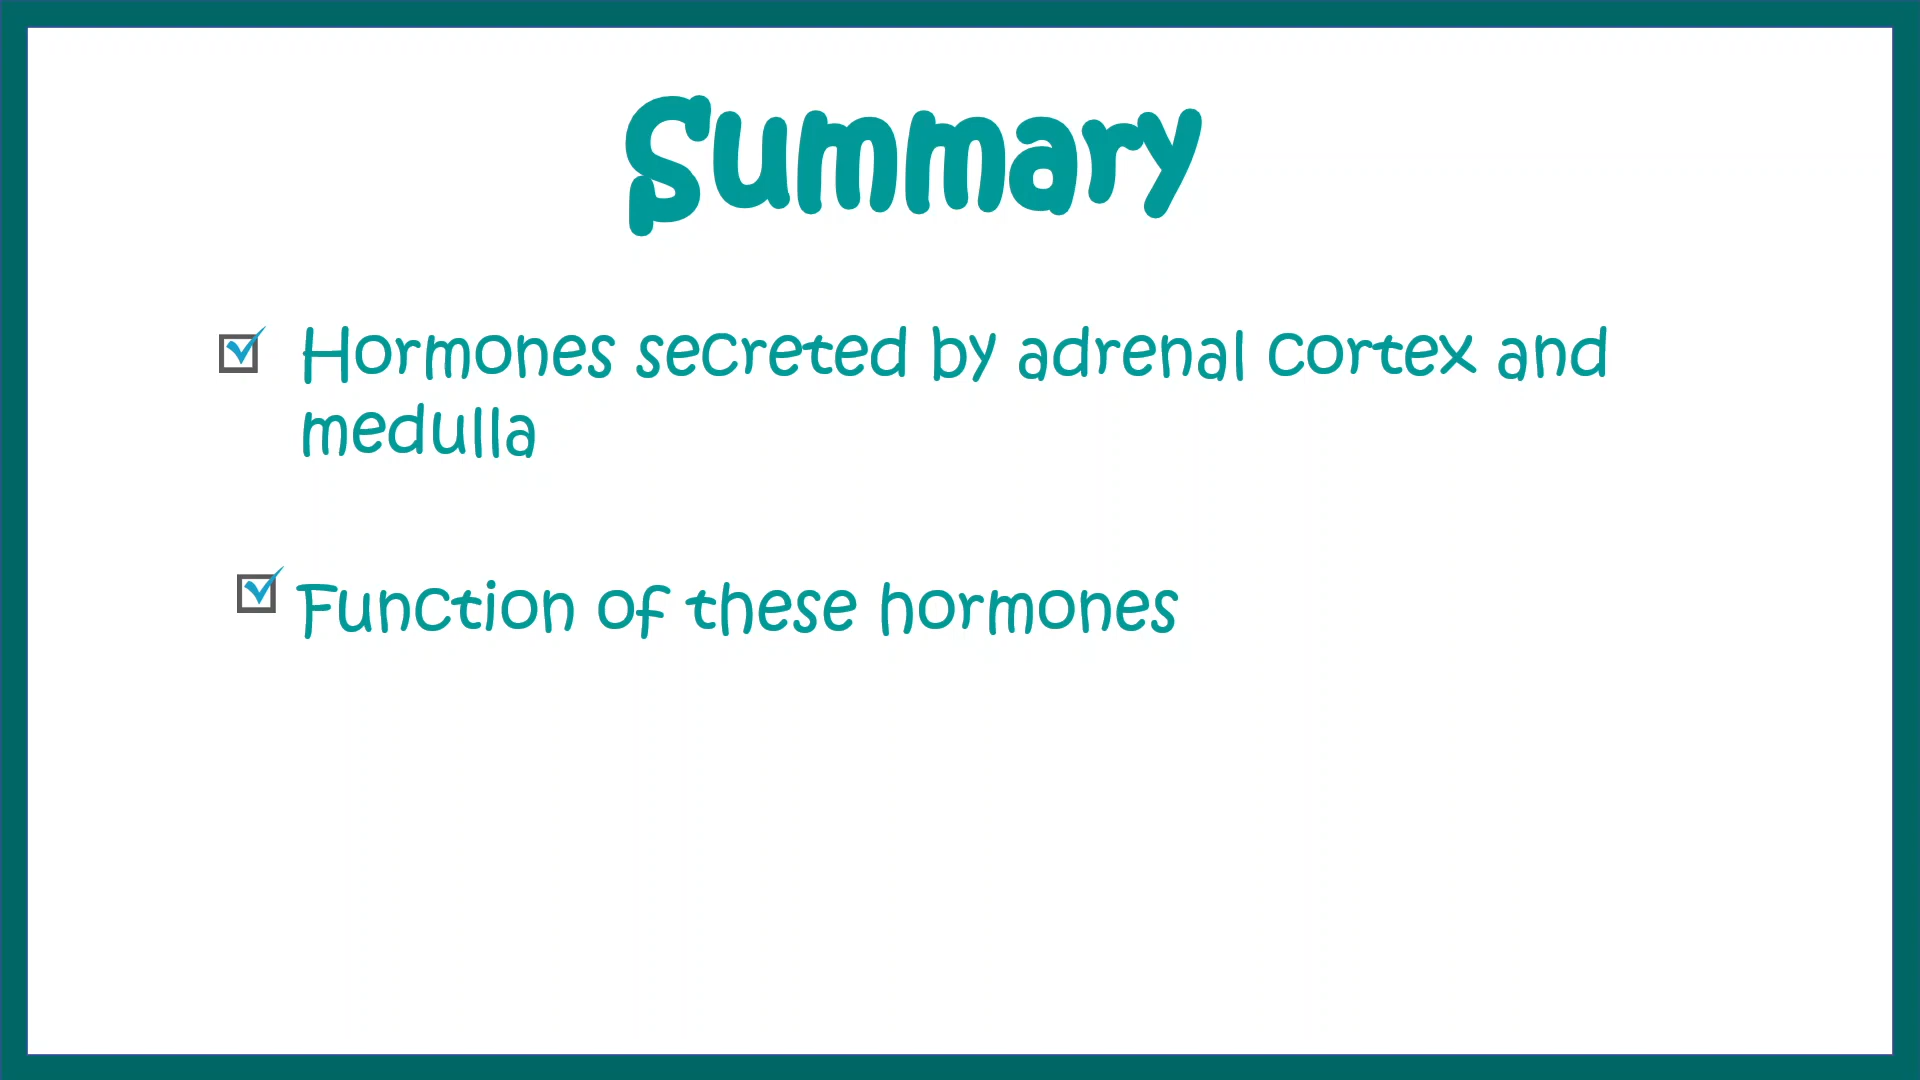 Summary
Hormones secreted by adrenal cortex and
medulla
Function of these hormones